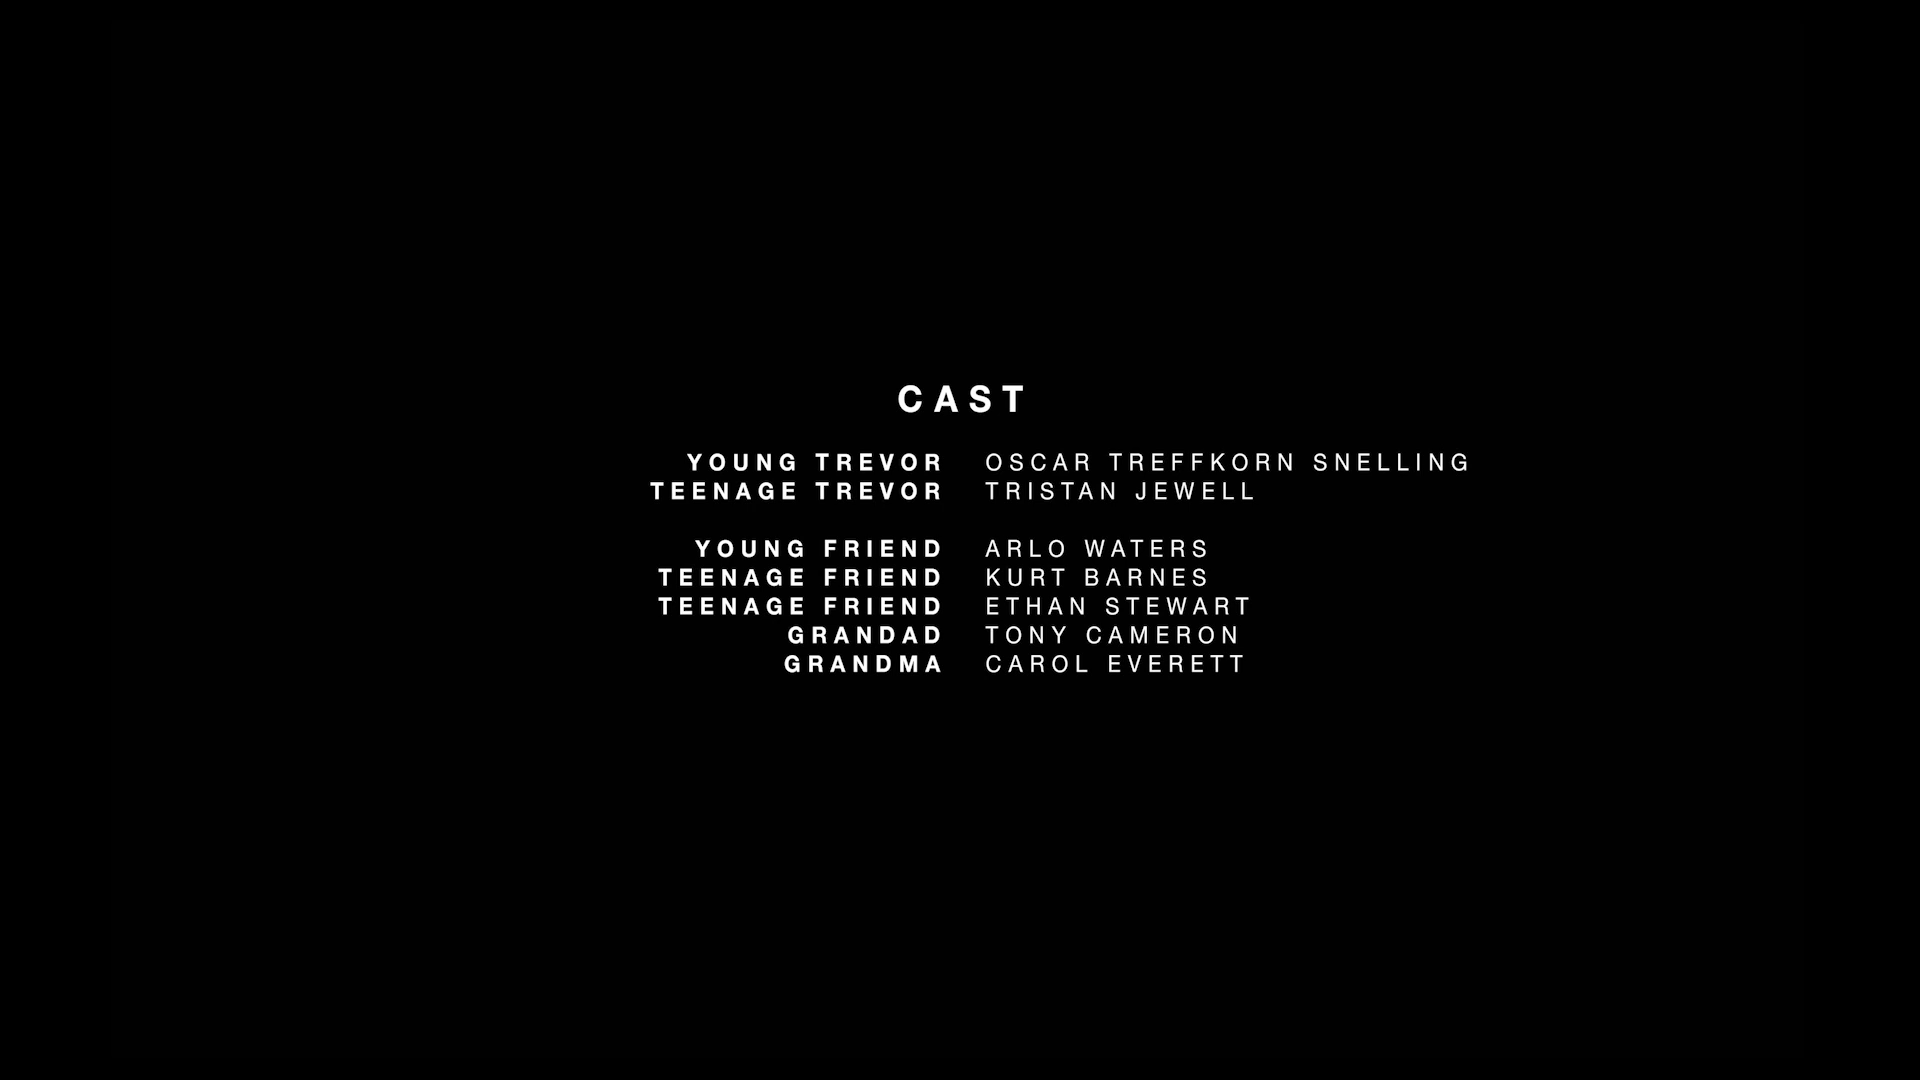 CAST
YOUNG TREVOR OSCAR TREFFKORN SNELLING
TEENAGE TREVOR TRISTAN JEWELL
YOUNG FRIEND ARLO WATERS
TEENAGE FRIEND KURT BARNES
TEENAGE FRIEND ETHAN STEWART
GRANDAD TONY CAMERON
GRANDMA CAROL EVERETT